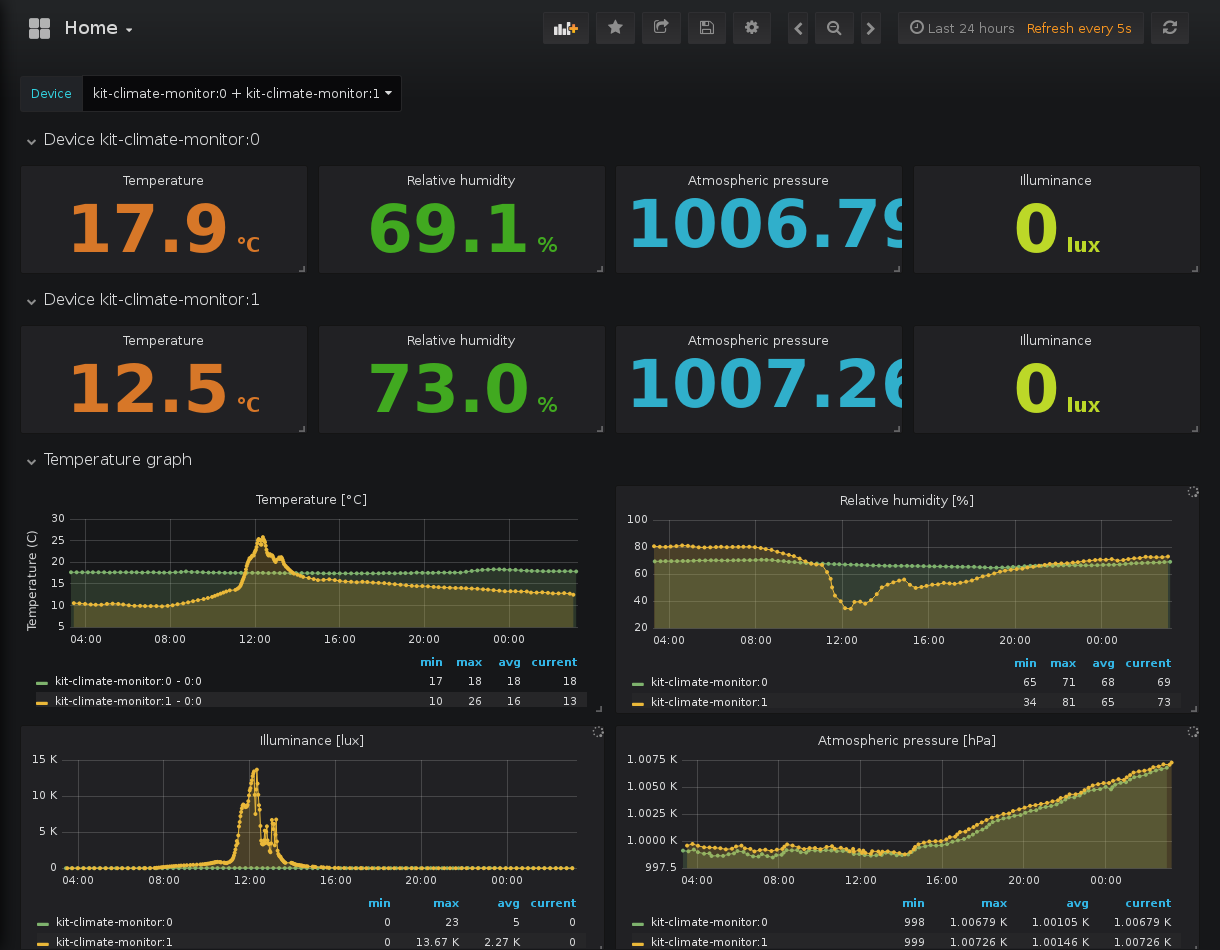 Home
Last 24 hours Refresh every 5s
Device kit-climate-monitor:0 + kit-climate-monitor:1
Device kit-climate-monitor:0
Temperature Relative humidity Atmospheric pressure Illuminance
17.9 °C 69.1 % 1006.79 0 lux
Device kit-climate-monitor:1
Temperature Relative humidity Atmospheric pressure Illuminance
12.5 °C 73.0 % 1007.26 0 lux
Temperature graph
Temperature [°C]
Temperature (C)
30
25
20
15
10
5
04:00 08:00 12:00 16:00 20:00 00:00
min max avg current
kit-climate-monitor:0 - 0:0 17 18 18 18
kit-climate-monitor:1 - 0:0 10 26 16 13
Relative humidity [%]
100
80
60
40
20
04:00 08:00 12:00 16:00 20:00 00:00
min max avg current
kit-climate-monitor:0 65 71 68 69
kit-climate-monitor:1 34 81 65 73
Illuminance [lux]
15 K
10 K
5 K
0
04:00 08:00 12:00 16:00 20:00 00:00
min max avg current
kit-climate-monitor:0 0 23 5 0
kit-climate-monitor:1 0 13.67 K 2.27 K 0
Atmospheric pressure [hPa]
1.0075 K
1.0050 K
1.0025 K
1.0000 K
997.5
04:00 08:00 12:00 16:00 20:00 00:00
min max avg current
kit-climate-monitor:0 998 1.00679 K 1.00105 K 1.00679 K
kit-climate-monitor:1 999 1.00726 K 1.00146 K 1.00726 K